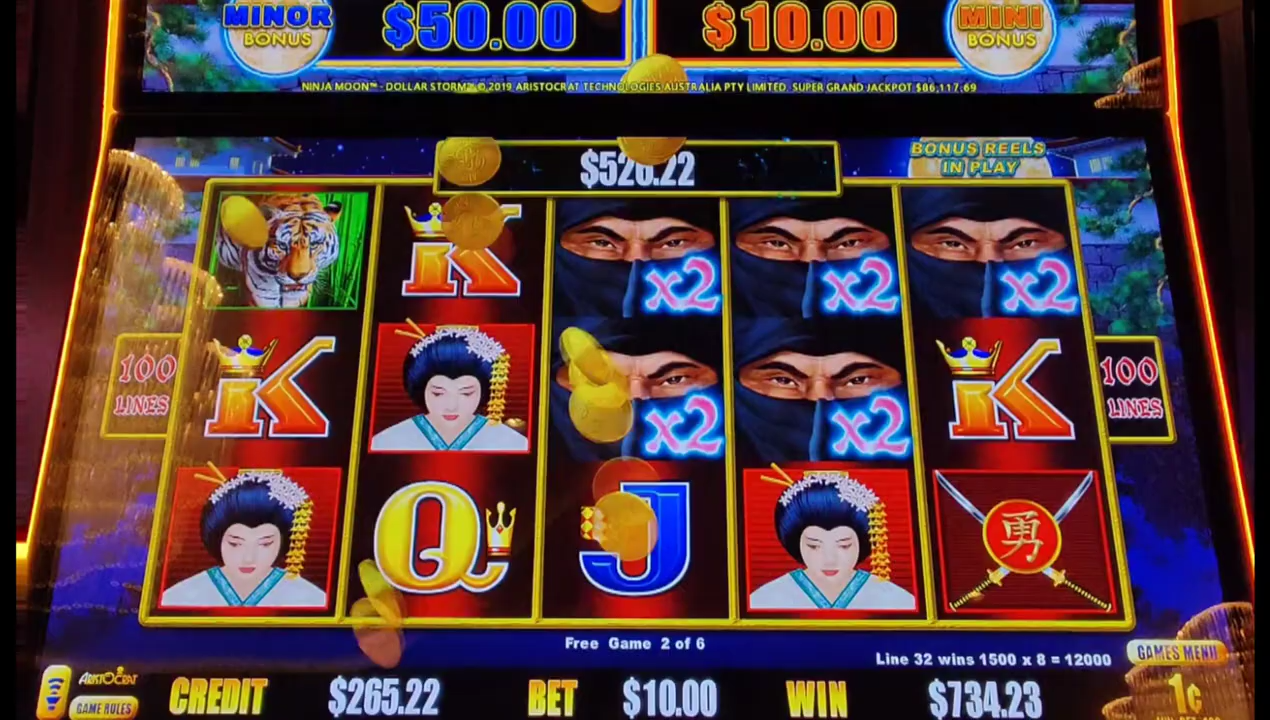 MINOR
BONUS
$50.00
$10.00
MINI
BONUS
NINJA MOON™ - DOLLAR STORM™ ©2019 ARISTOCRAT TECHNOLOGIES AUSTRALIA PTY LIMITED. SUPER GRAND JACKPOT $86,117.69
$526.22
BONUS REELS
IN PLAY
K
x2
x2
x2
100
LINES
K
x2
x2
K
100
LINES
Q
J
勇
Free Game 2 of 6
Line 32 wins 1500 x 8 = 12000
GAMES MENU
ARISTOCRAT
GAME RULES
CREDIT
$265.22
BET
$10.00
WIN
$734.23
1¢